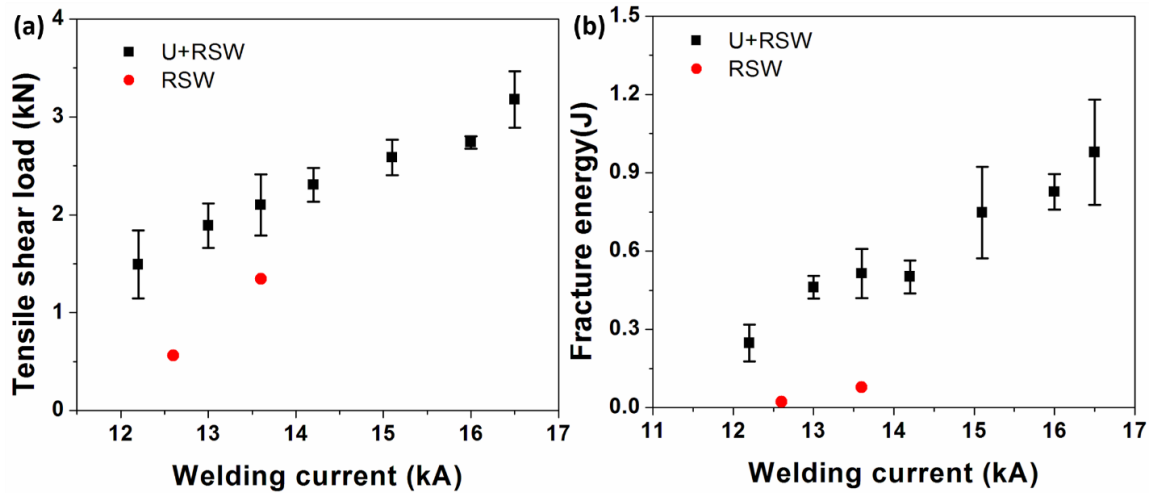 (a)
Tensile shear load (kN)
4
3
2
1
0
U+RSW
RSW
12 13 14 15 16 17
Welding current (kA)
(b)
Fracture energy(J)
1.5
1.2
0.9
0.6
0.3
0.0
U+RSW
RSW
11 12 13 14 15 16 17
Welding current (kA)